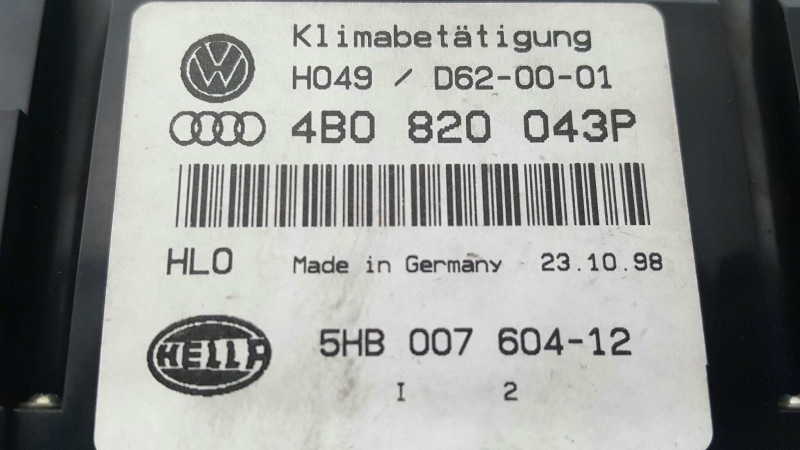 Klimabetätigung
H049 / D62-00-01
4B0 820 043P
HLO Made in Germany 23.10.98
HELLA 5HB 007 604-12
I 2